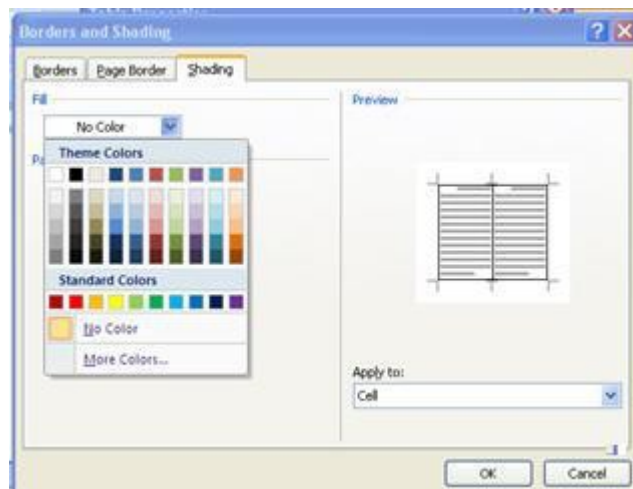 Borders and Shading
Borders
Page Border
Shading
Fill
Preview
No Color
Theme Colors
Standard Colors
No Color
More Colors...
Apply to:
Cell
OK
Cancel